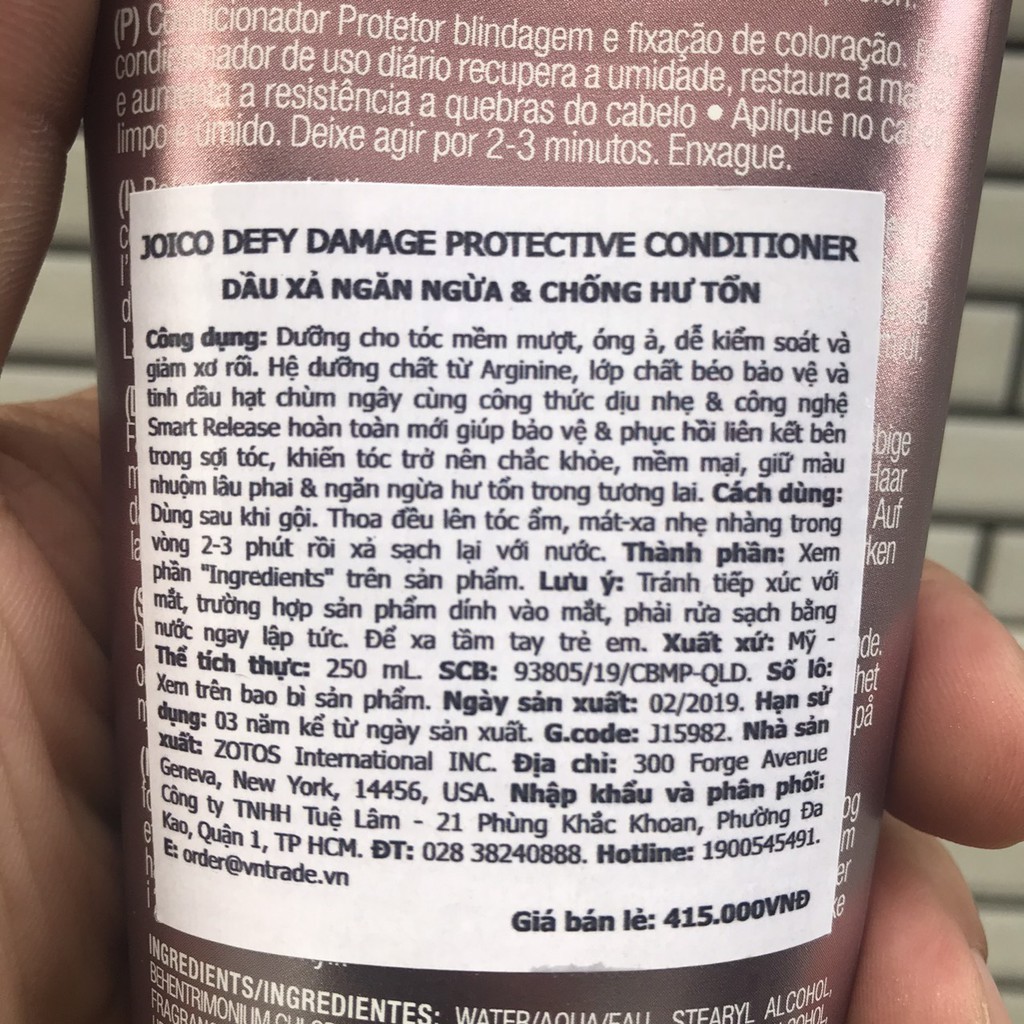 (P) Condicionador Protetor blindagem e fixação de coloração.
condicionador de uso diário recupera a umidade, restaura a
e aumenta a resistência a quebras do cabelo • Aplique no
limpo e úmido. Deixe agir por 2-3 minutos. Enxague.
JOICO DEFY DAMAGE PROTECTIVE CONDITIONER
DẦU XẢ NGĂN NGỪA & CHỐNG HƯ TỔN
Công dụng: Dưỡng cho tóc mềm mượt, óng ả, dễ kiểm soát và
giảm xơ rối. Hệ dưỡng chất từ Arginine, lớp chất béo bảo vệ và
tinh dầu hạt chùm ngây cùng công thức dịu nhẹ & công nghệ
Smart Release hoàn toàn mới giúp bảo vệ & phục hồi liên kết bên
trong sợi tóc, khiến tóc trở nên chắc khỏe, mềm mại, giữ màu
nhuộm lâu phai & ngăn ngừa hư tổn trong tương lai. Cách dùng:
Dùng sau khi gội. Thoa đều lên tóc ẩm, mát-xa nhẹ nhàng trong
vòng 2-3 phút rồi xả sạch lại với nước. Thành phần: Xem
phần "Ingredients" trên sản phẩm. Lưu ý: Tránh tiếp xúc với
mắt, trường hợp sản phẩm dính vào mắt, phải rửa sạch bằng
nước ngay lập tức. Để xa tầm tay trẻ em. Xuất xứ: Mỹ -
Thể tích thực: 250 mL. SCB: 93805/19/CBMP-QLD. Số lô:
Xem trên bao bì sản phẩm. Ngày sản xuất: 02/2019. Hạn sử
dụng: 03 năm kể từ ngày sản xuất. G.code: J15982. Nhà sản
xuất: ZOTOS International INC. Địa chỉ: 300 Forge Avenue
Geneva, New York, 14456, USA. Nhập khẩu và phân phối:
Công ty TNHH Tuệ Lâm - 21 Phùng Khắc Khoan, Phường Đa
Kao, Quận 1, TP HCM. ĐT: 028 38240888. Hotline: 1900545491.
E: order@vntrade.vn
Giá bán lẻ: 415.000VNĐ
INGREDIENTS/INGREDIENTES: WATER/AQUA/EAU, STEARYL ALCOHOL,